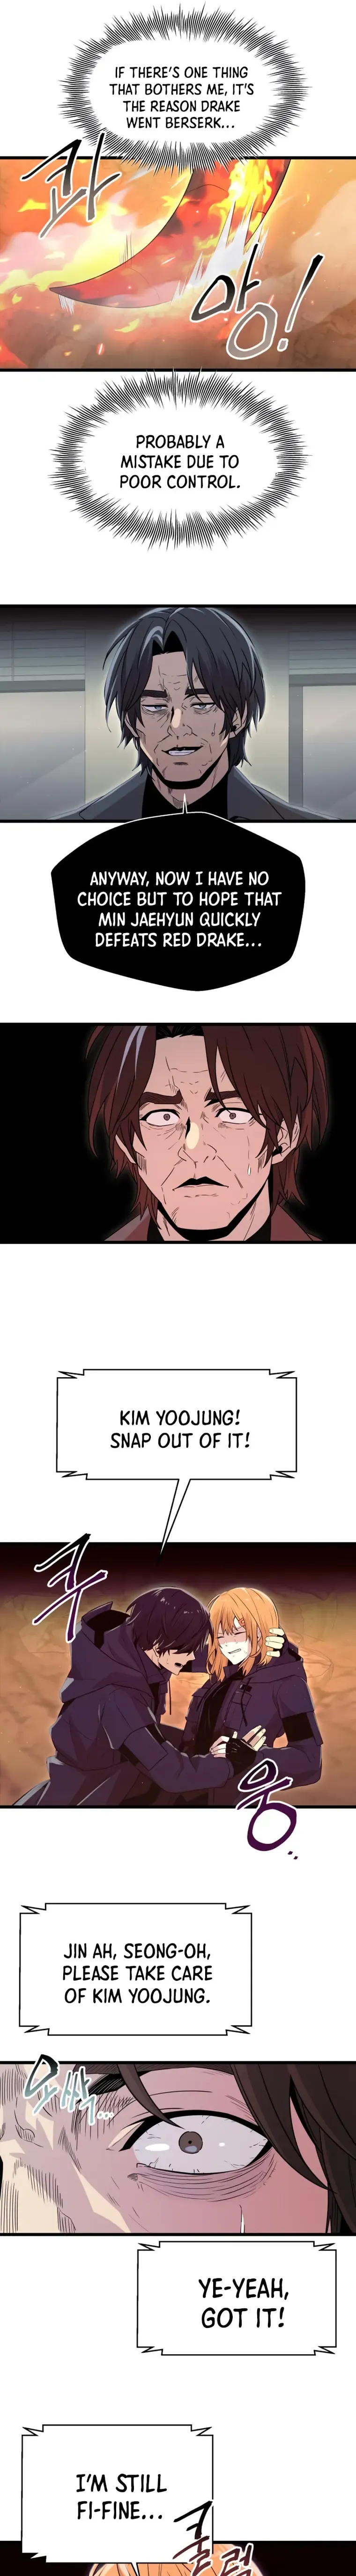 IF THERE'S ONE THING
THAT BOTHERS ME, IT'S
THE REASON DRAKE
WENT BERSERK...
콰
앙!
PROBABLY A
MISTAKE DUE TO
POOR CONTROL.
ANYWAY, NOW I HAVE NO
CHOICE BUT TO HOPE THAT
MIN JAEHYUN QUICKLY
DEFEATS RED DRAKE...
KIM YOOJUNG!
SNAP OUT OF IT!
쿠
웅..
JIN AH, SEONG-OH,
PLEASE TAKE CARE
OF KIM YOOJUNG.
오싹...
YE-YEAH,
GOT IT!
I'M STILL
FI-FINE...
쿨럭